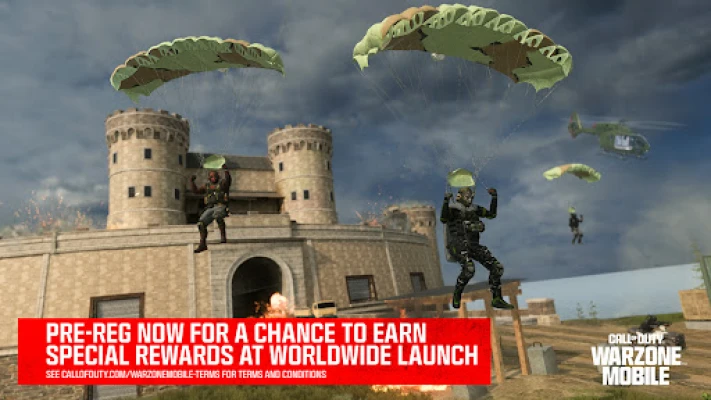 PRE-REG NOW FOR A CHANCE TO EARN
SPECIAL REWARDS AT WORLDWIDE LAUNCH
SEE CALLOFDUTY.COM/WARZONEMOBILE-TERMS FOR TERMS AND CONDITIONS
CALL OF DUTY
WARZONE
MOBILE